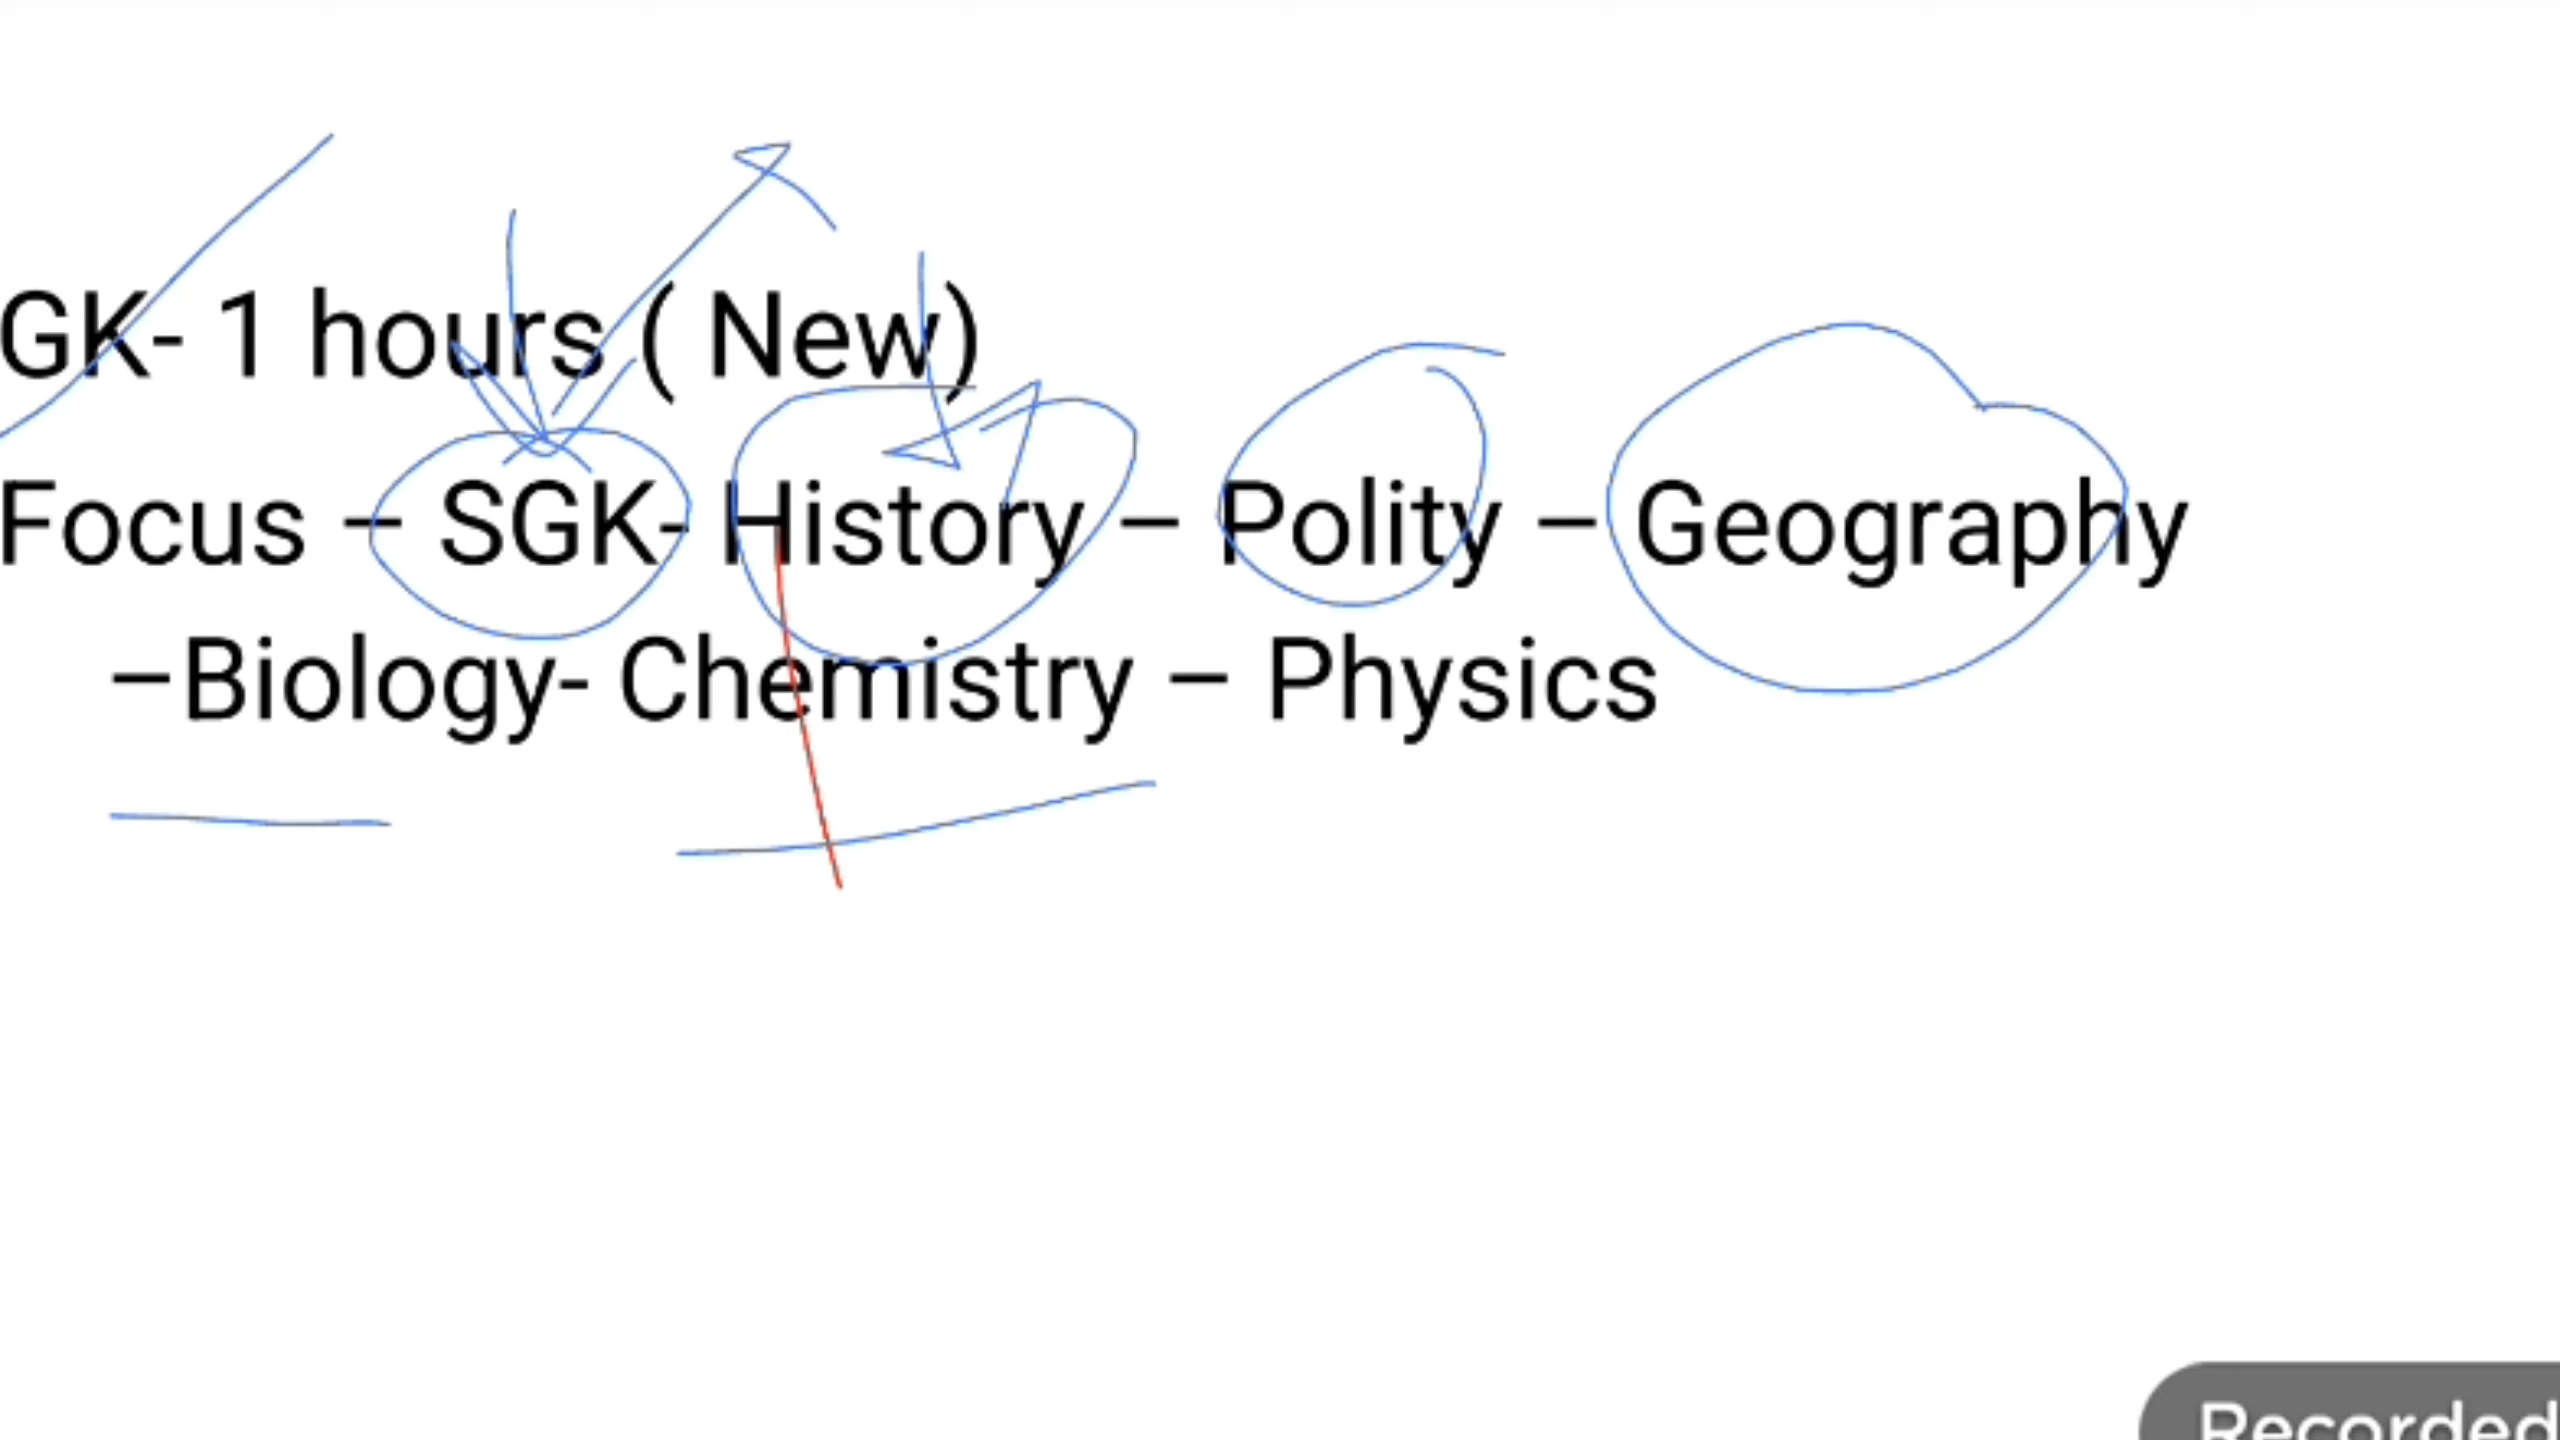 GK- 1 hours ( New)
Focus – SGK- History – Polity – Geography
–Biology- Chemistry – Physics
Recorded